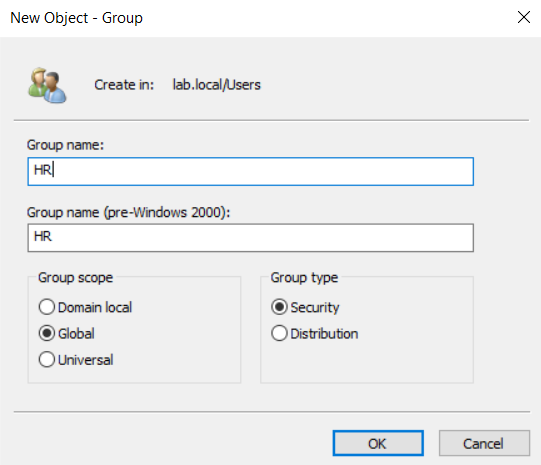 New Object - Group
Create in: lab.local/Users
Group name:
HR
Group name (pre-Windows 2000):
HR
Group scope
Domain local
Global
Universal
Group type
Security
Distribution
OK Cancel